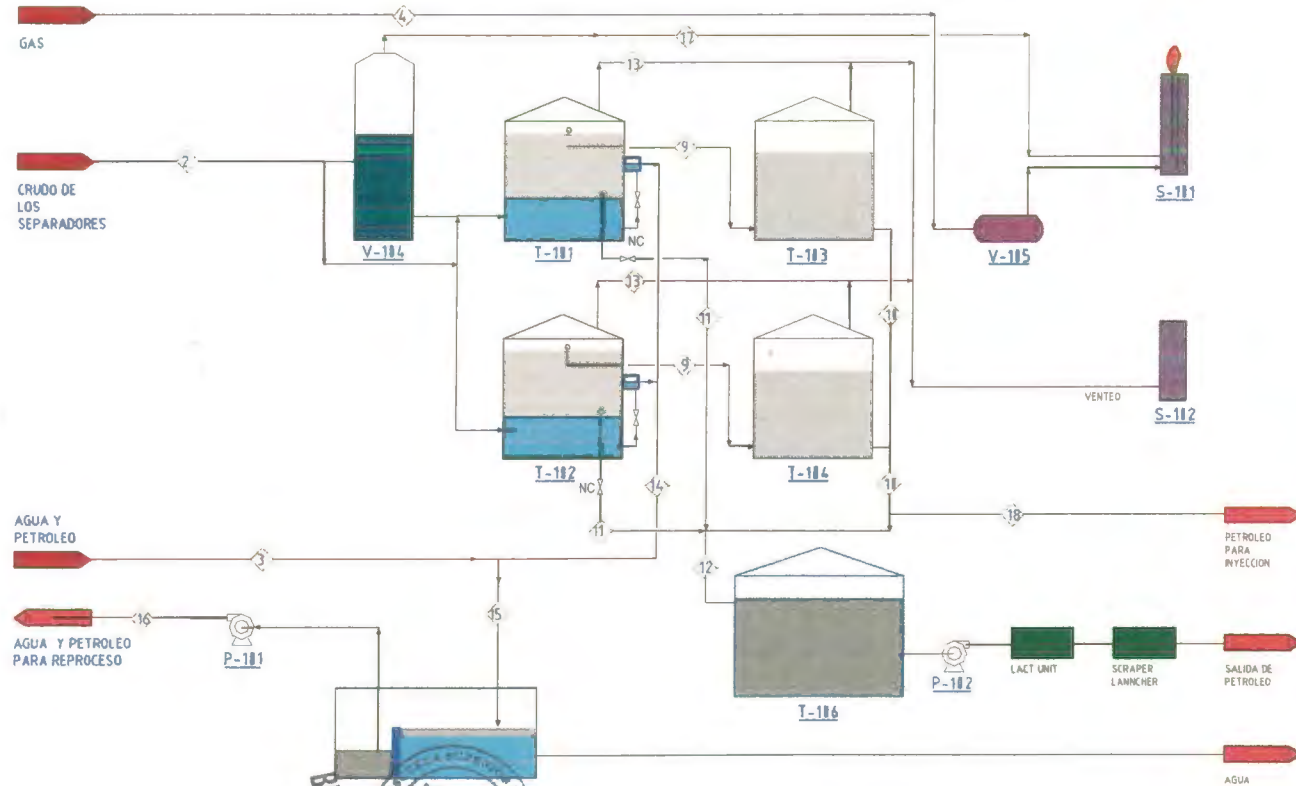 4
GAS
17
13
S-101
2
9
CRUDO DE
LOS
SEPARADORES
V-104
T-101
NC
T-103
V-105
13
11
10
9
VENTEO
S-102
T-102
T-104
NC
14
10
11
18
AGUA Y
PETROLEO
3
12
PETROLEO
PARA
INYECCION
15
16
AGUA Y PETROLEO
PARA REPROCESO
P-101
P-102
LACT UNIT
SCRAPER
LANNCHER
SALIDA DE
PETROLEO
T-106
AGUA